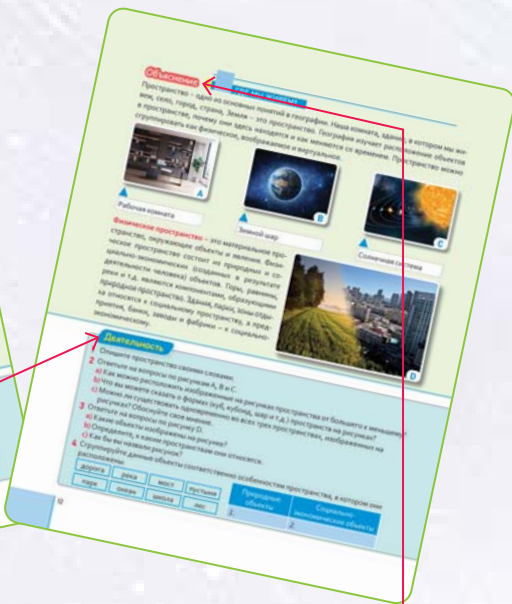 Объяснение
Пространство – одно из основных понятий в географии. Наша комната, здание, в котором мы жи-
вем, село, город, страна, Земля – это пространство. География изучает расположение объектов
в пространстве, почему они здесь находятся и как меняются со временем. Пространство можно
сгруппировать как физическое, воображаемое и виртуальное.
A
B
C
Рабочая комната
Земной шар
Солнечная система
Физическое пространство – это материальное про-
странство, окружающие объекты и явления. Физи-
ческое пространство состоит из природных и со-
циально-экономических (созданных в результате
деятельности человека) объектов. Горы, равнины,
реки и т.д. являются компонентами, образующими
природное пространство. Здания, парки, зоны отды-
ха относятся к социальному пространству, а пред-
приятия, банки, заводы и фабрики – к социально-
экономическому.
D
Деятельность
1 Опишите пространство своими словами.
2 Ответьте на вопросы по рисункам A, B и C.
a) Как можно расположить изображенные на рисунках пространства от большего к меньшему?
b) Что вы можете сказать о формах (куб, кубоид, шар и т.д.) пространств на рисунках?
c) Можно ли существовать одновременно во всех трех пространствах, изображенных на
рисунках? Обоснуйте свое мнение.
3 Ответьте на вопросы по рисунку D.
a) Какие объекты изображены на рисунке?
b) Определите, к каким пространствам они относятся.
c) Как бы вы назвали рисунок?
4 Сгруппируйте данные объекты соответственно особенностям пространства, в котором они
расположены.
дорога река мост пустыня
парк океан школа лес
Природные объекты Социально-экономические объекты
1. 2.
12